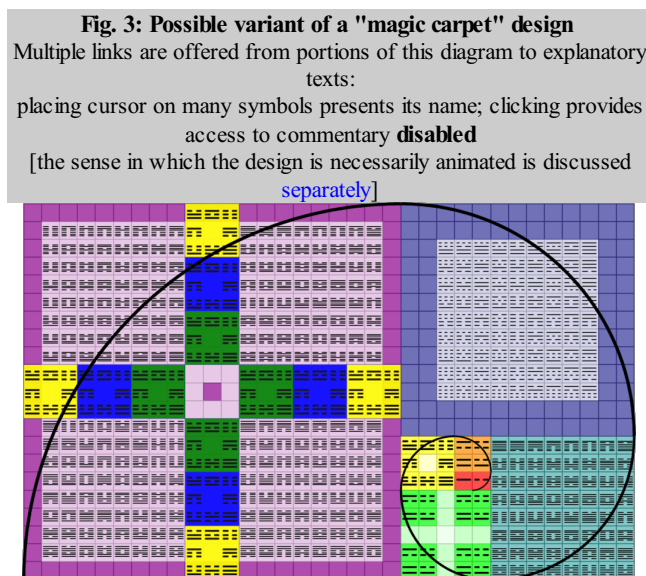 Fig. 3: Possible variant of a "magic carpet" design
Multiple links are offered from portions of this diagram to explanatory
texts:
placing cursor on many symbols presents its name; clicking provides
access to commentary disabled
[the sense in which the design is necessarily animated is discussed
separately]